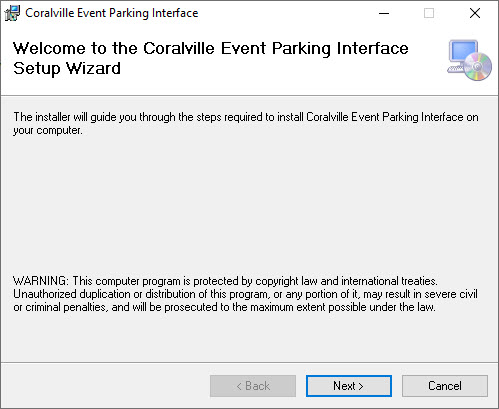 Coralville Event Parking Interface
Welcome to the Coralville Event Parking Interface
Setup Wizard
The installer will guide you through the steps required to install Coralville Event Parking Interface on
your computer.
WARNING: This computer program is protected by copyright law and international treaties.
Unauthorized duplication or distribution of this program, or any portion of it, may result in severe civil
or criminal penalties, and will be prosecuted to the maximum extent possible under the law.
< Back
Next >
Cancel